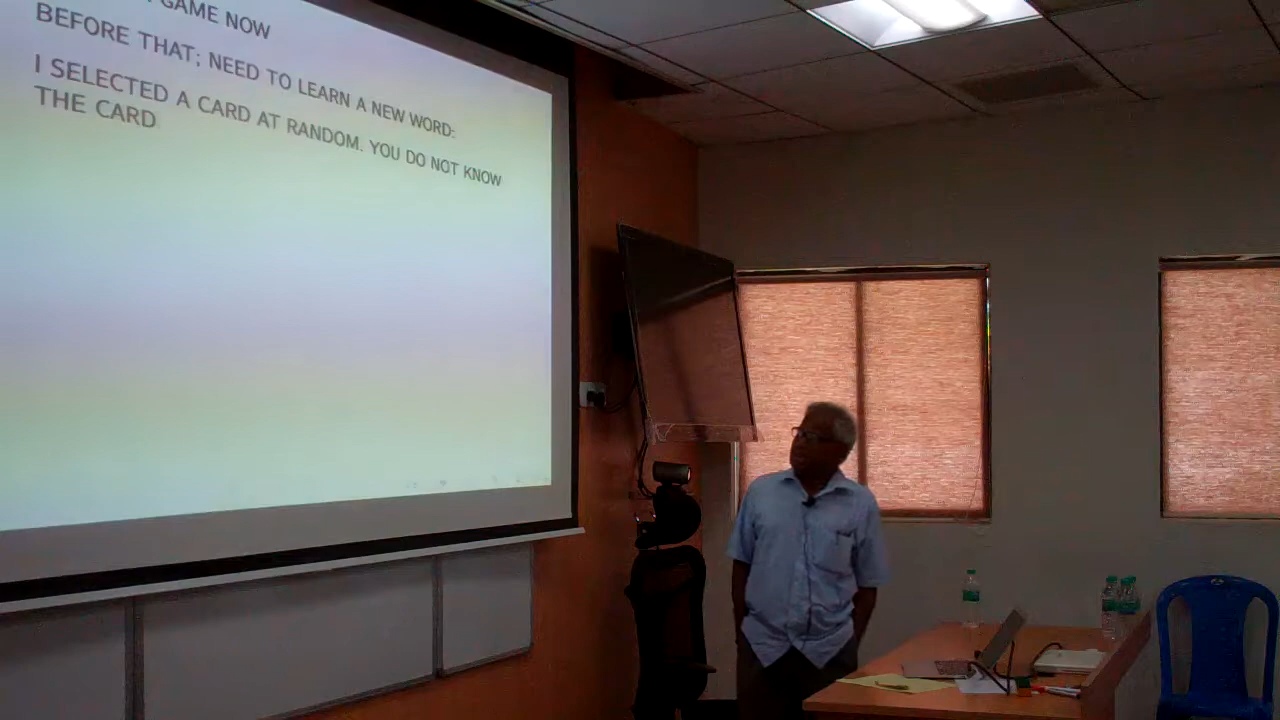 GAME NOW
BEFORE THAT; NEED TO LEARN A NEW WORD:
I SELECTED A CARD AT RANDOM. YOU DO NOT KNOW
THE CARD